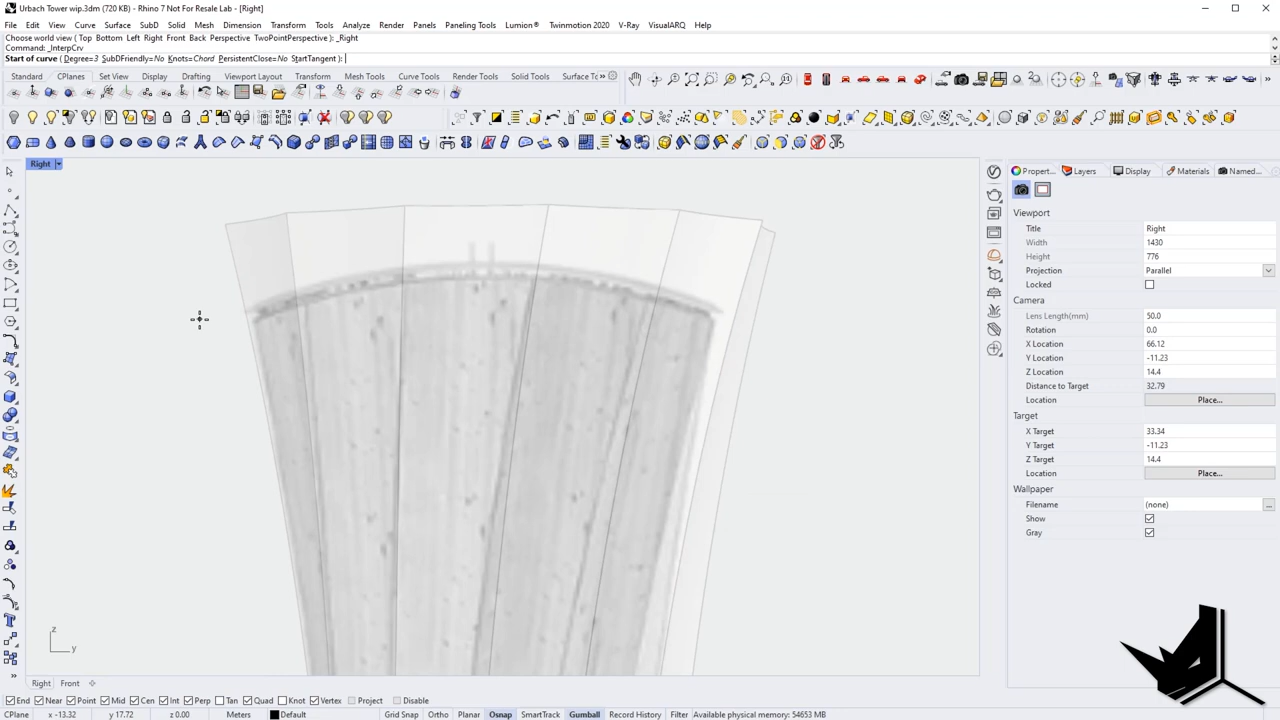 Urbach Tower wip.3dm (720 KB) - Rhino 7 Not For Resale Lab - [Right]
File Edit View Curve Surface SubD Solid Mesh Dimension Transform Tools Analyze Render Panels Paneling Tools Lumion® Twinmotion 2020 V-Ray VisualARQ Help
Choose world view ( Top Bottom Left Right Front Back Perspective TwoPointPerspective ): _Right
Command: _InterpCrv
Start of curve ( Degree=3 SubDFriendly=No Knots=Chord PersistentClose=No StartTangent ):
Standard CPlanes Set View Display Viewport Layout Transform Mesh Tools Curve Tools Render Tools Solid Tools Surface To
Right
Propert... Layers Display Materials Named...
Viewport
Title Right
Width 1430
Height 776
Projection Parallel
Locked
Camera
Lens Length(mm) 50.0
Rotation 0.0
X Location 66.12
Y Location -11.23
Z Location 14.4
Distance to Target 32.79
Location Place...
Target
X Target 33.34
Y Target -11.23
Z Target 14.4
Location Place...
Wallpaper
Filename (none) ...
Show
Gray
z
y
Right Front
End Near Point Mid Cen Int Perp Tan Quad Knot Vertex Project Disable
CPlane x -13.32 y 17.72 z 0.00 Meters Default Grid Snap Ortho Planar Osnap SmartTrack Gumball Record History Filter Available physical memory: 54653 MB